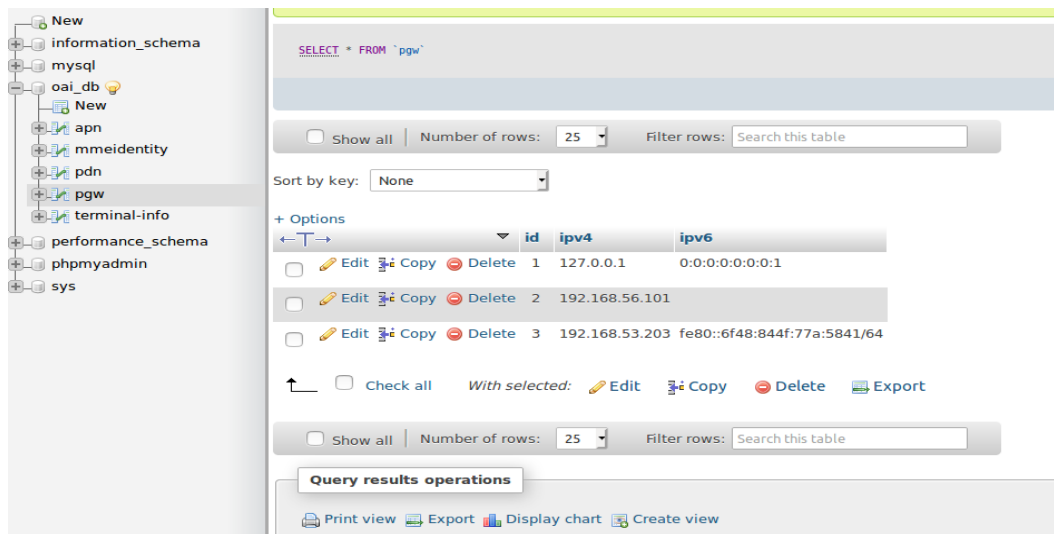 New
information_schema
mysql
oai_db
New
apn
mmeidentity
pdn
pgw
terminal-info
performance_schema
phpmyadmin
sys
SELECT * FROM `pgw`
Show all | Number of rows: 25 Filter rows: Search this table
Sort by key: None
+ Options
←T→ id ipv4 ipv6
Edit Copy Delete 1 127.0.0.1 0:0:0:0:0:0:0:1
Edit Copy Delete 2 192.168.56.101
Edit Copy Delete 3 192.168.53.203 fe80::6f48:844f:77a:5841/64
Check all With selected: Edit Copy Delete Export
Show all | Number of rows: 25 Filter rows: Search this table
Query results operations
Print view Export Display chart Create view